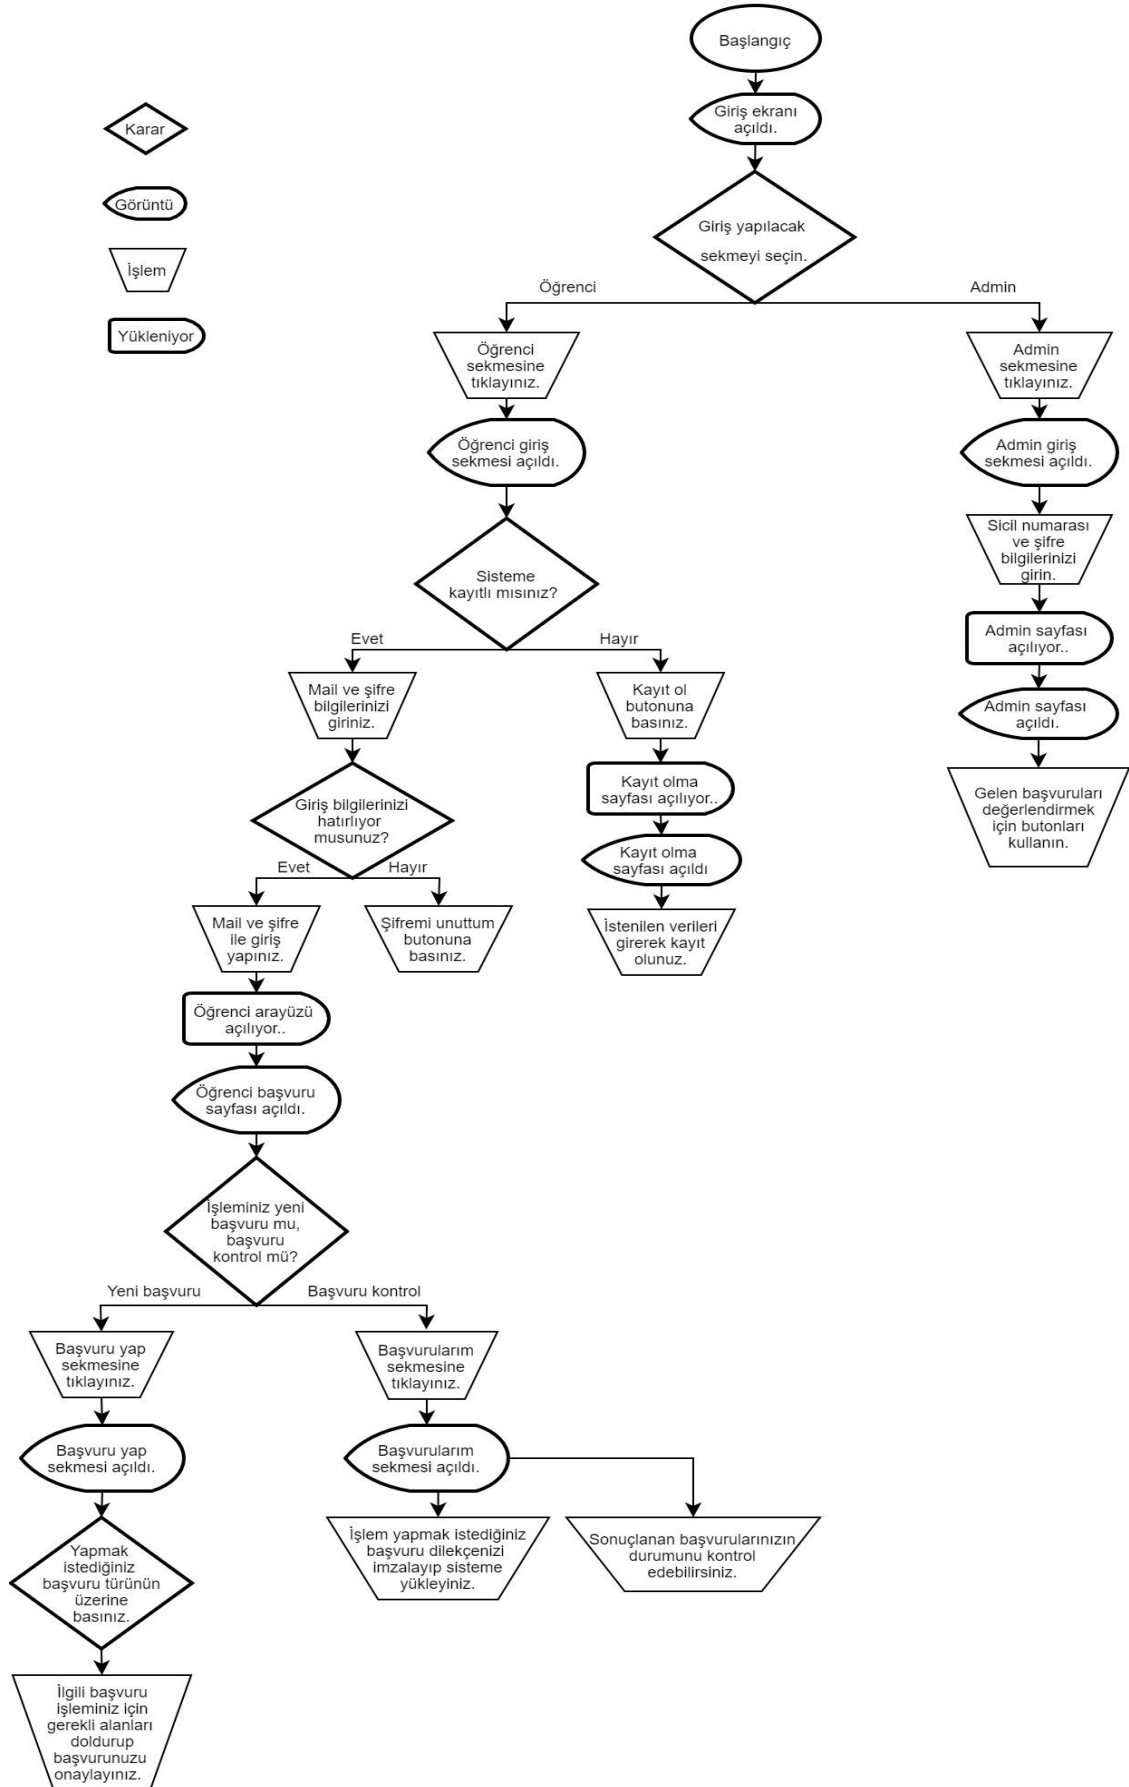 Başlangıç
Giriş ekranı
açıldı.
Karar
Görüntü
İşlem
Yükleniyor
Giriş yapılacak
sekmeyi seçin.
Öğrenci
Admin
Öğrenci
sekmesine
tıklayınız.
Admin
sekmesine
tıklayınız.
Öğrenci giriş
sekmesi açıldı.
Admin giriş
sekmesi açıldı.
Sicil numarası
ve şifre
bilgilerinizi
girin.
Sisteme
kayıtlı mısınız?
Admin sayfası
açılıyor..
Evet
Hayır
Mail ve şifre
bilgilerinizi
giriniz.
Kayıt ol
butonuna
basınız.
Admin sayfası
açıldı.
Giriş bilgilerinizi
hatırlıyor
musunuz?
Kayıt olma
sayfası açılıyor..
Gelen başvuruları
değerlendirmek
için butonları
kullanın.
Kayıt olma
sayfası açıldı
Evet
Hayır
Mail ve şifre
ile giriş
yapınız.
Şifremi unuttum
butonuna
basınız.
İstenilen verileri
girerek kayıt
olunuz.
Öğrenci arayüzü
açılıyor..
Öğrenci başvuru
sayfası açıldı.
İşleminiz yeni
başvuru mu,
başvuru
kontrol mü?
Yeni başvuru
Başvuru kontrol
Başvuru yap
sekmesine
tıklayınız.
Başvurularım
sekmesine
tıklayınız.
Başvuru yap
sekmesi açıldı.
Başvurularım
sekmesi açıldı.
Yapmak
istediğiniz
başvuru türünün
üzerine
basınız.
İşlem yapmak istediğiniz
başvuru dilekçenizi
imzalayıp sisteme
yükleyiniz.
Sonuçlanan başvurularınızın
durumunu kontrol
edebilirsiniz.
İlgili başvuru
işleminiz için
gerekli alanları
doldurup
başvurunuzu
onaylayınız.